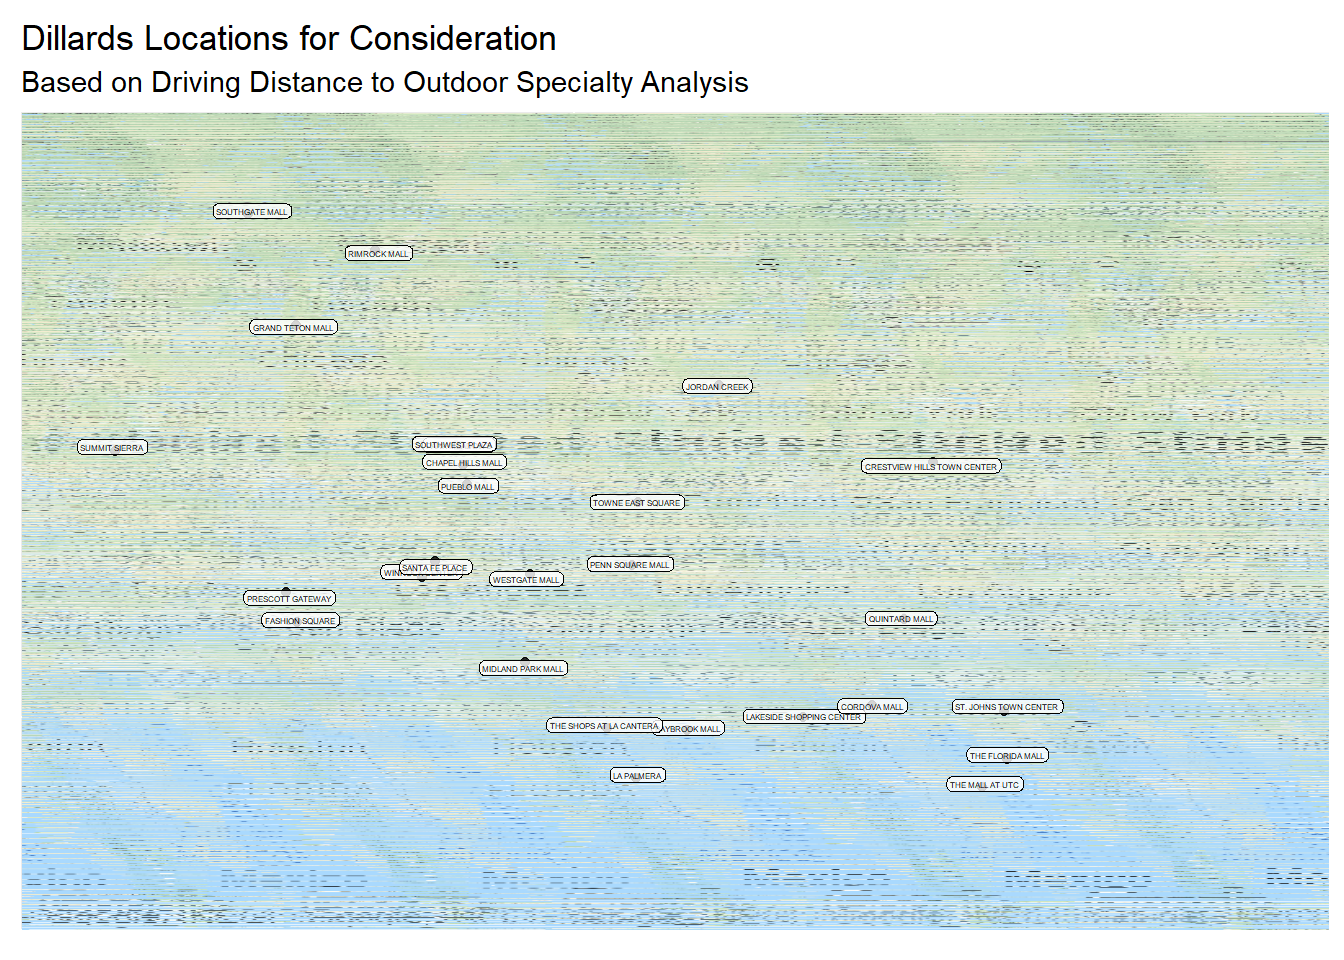 Dillards Locations for Consideration
Based on Driving Distance to Outdoor Specialty Analysis
SOUTHGATE MALL
RIMROCK MALL
GRAND TETON MALL
JORDAN CREEK
SUMMIT SIERRA
SOUTHWEST PLAZA
CHAPEL HILLS MALL
CRESTVIEW HILLS TOWN CENTER
PUEBLO MALL
TOWNE EAST SQUARE
PENN SQUARE MALL
SANTA FE PLACE
WESTGATE MALL
PRESCOTT GATEWAY
FASHION SQUARE
QUINTARD MALL
MIDLAND PARK MALL
CORDOVA MALL
ST. JOHNS TOWN CENTER
LAKESIDE SHOPPING CENTER
THE SHOPS AT LA CANTERA
AYBROOK MALL
THE FLORIDA MALL
LA PALMERA
THE MALL AT UTC